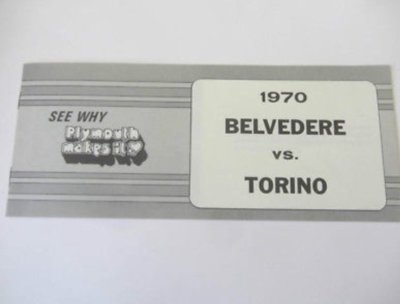 SEE WHY
Plymouth
makes it
1970
BELVEDERE
vs.
TORINO